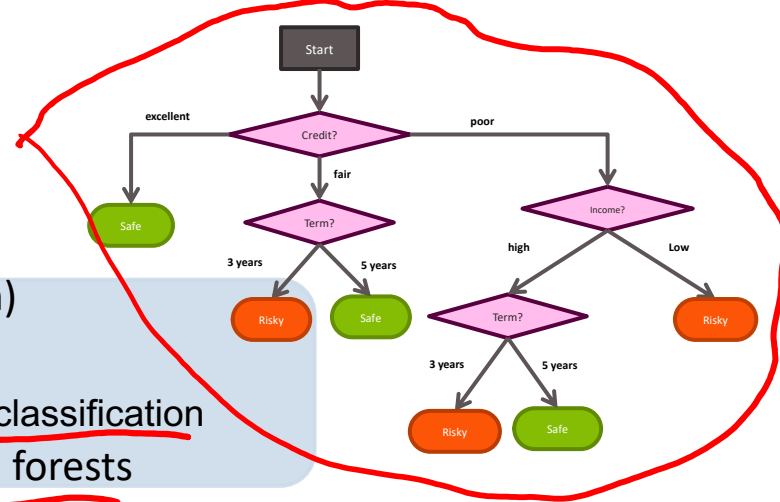 Start
excellent
Credit?
poor
fair
Safe
Term?
Income?
3 years
5 years
high
Low
Risky
Safe
Term?
Risky
3 years
5 years
Risky
Safe
)
classification
forests